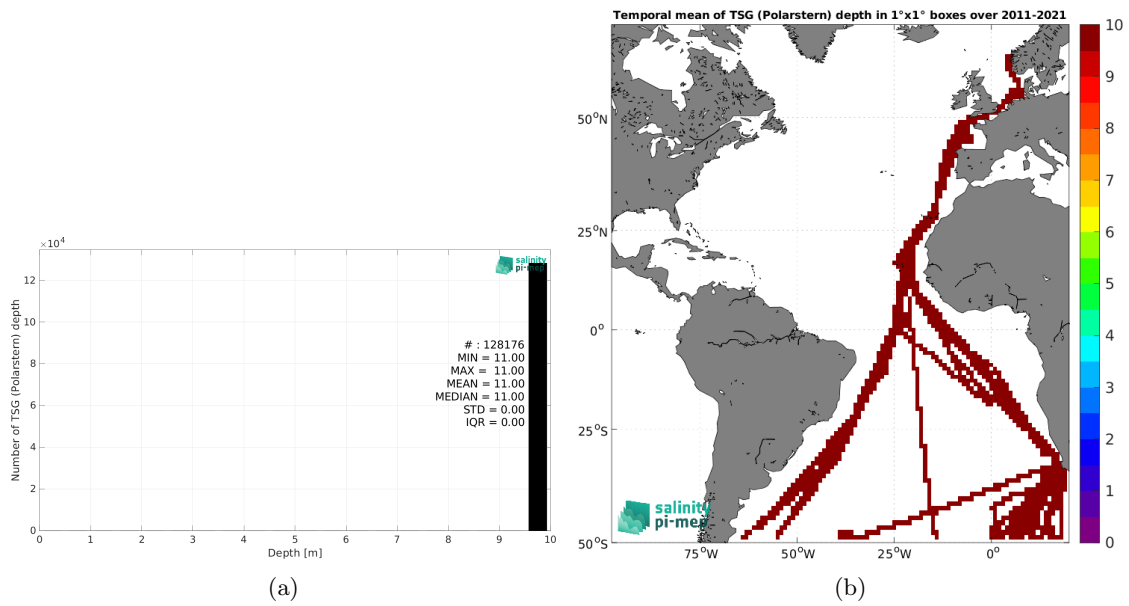 ×10⁴
12
10
8
6
4
2
0
Number of TSG (Polarstern) depth
salinity
pi-mep
# : 128176
MIN = 11.00
MAX = 11.00
MEAN = 11.00
MEDIAN = 11.00
STD = 0.00
IQR = 0.00
0 1 2 3 4 5 6 7 8 9 10
Depth [m]
(a)
Temporal mean of TSG (Polarstern) depth in 1°x1° boxes over 2011-2021
50°N
25°N
0°
25°S
50°S
salinity
pi-mep
75°W 50°W 25°W 0°
10
9
8
7
6
5
4
3
2
1
0
(b)